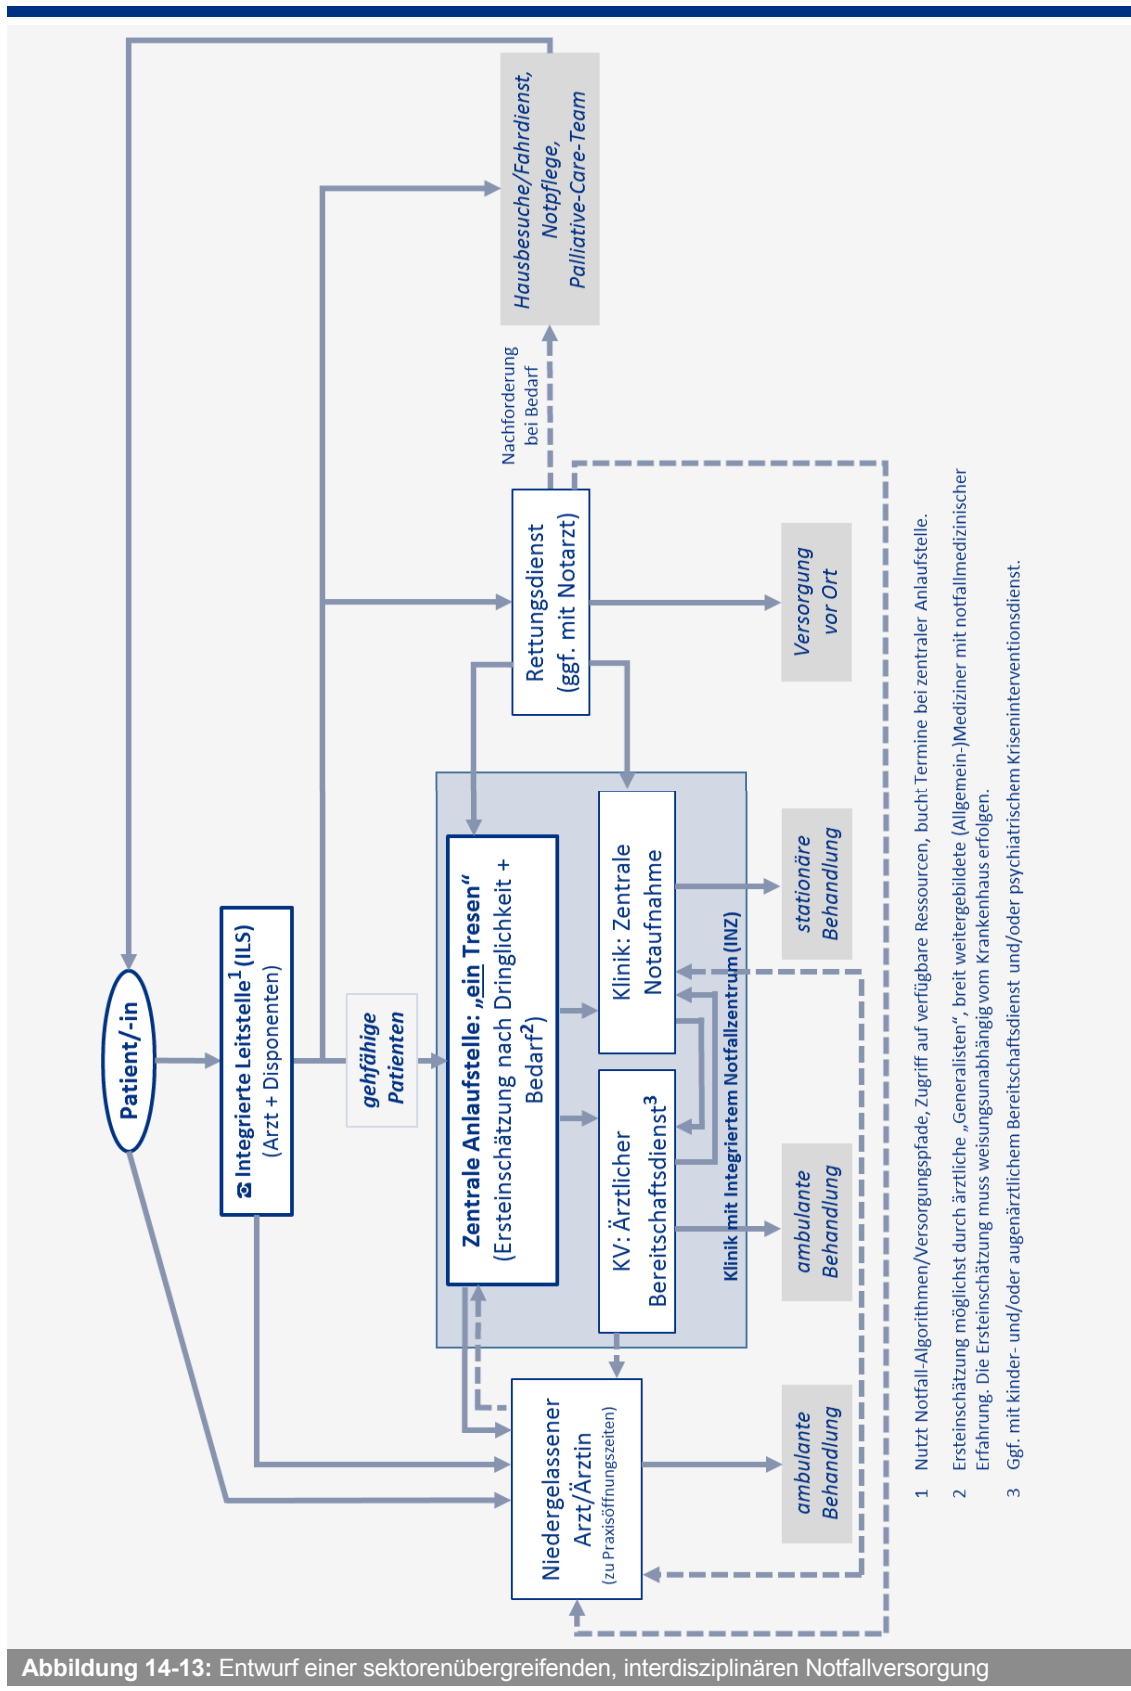 Patient/-in
☎ Integrierte Leitstelle¹ (ILS)
(Arzt + Disponenten)
gehfähige
Patienten
Zentrale Anlaufstelle: „ein Tresen“
(Ersteinschätzung nach Dringlichkeit +
Bedarf²)
Niedergelassener
Arzt/Ärztin
(zu Praxisöffnungszeiten)
KV: Ärztlicher
Bereitschaftsdienst³
Klinik: Zentrale
Notaufnahme
Klinik mit Integriertem Notfallzentrum (INZ)
Rettungsdienst
(ggf. mit Notarzt)
Nachforderung
bei Bedarf
Hausbesuche/Fahrdienst,
Notpflege,
Palliative-Care-Team
ambulante
Behandlung
ambulante
Behandlung
stationäre
Behandlung
Versorgung
vor Ort
1 Nutzt Notfall-Algorithmen/Versorgungspfade, Zugriff auf verfügbare Ressourcen, bucht Termine bei zentraler Anlaufstelle.
2 Ersteinschätzung möglichst durch ärztliche „Generalisten“, breit weitergebildete (Allgemein-)Mediziner mit notfallmedizinischer
Erfahrung. Die Ersteinschätzung muss weisungsunabhängig vom Krankenhaus erfolgen.
3 Ggf. mit kinder- und/oder augenärztlichem Bereitschaftsdienst und/oder psychiatrischem Kriseninterventionsdienst.
Abbildung 14-13: Entwurf einer sektorenübergreifenden, interdisziplinären Notfallversorgung